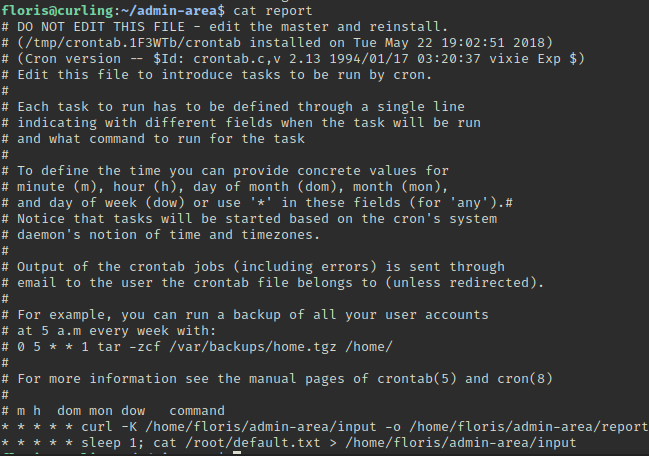 floris@curling:~/admin-area$ cat report
# DO NOT EDIT THIS FILE - edit the master and reinstall.
# (/tmp/crontab.1F3WTb/crontab installed on Tue May 22 19:02:51 2018)
# (Cron version -- $Id: crontab.c,v 2.13 1994/01/17 03:20:37 vixie Exp $)
# Edit this file to introduce tasks to be run by cron.
#
# Each task to run has to be defined through a single line
# indicating with different fields when the task will be run
# and what command to run for the task
#
# To define the time you can provide concrete values for
# minute (m), hour (h), day of month (dom), month (mon),
# and day of week (dow) or use '*' in these fields (for 'any').#
# Notice that tasks will be started based on the cron's system
# daemon's notion of time and timezones.
#
# Output of the crontab jobs (including errors) is sent through
# email to the user the crontab file belongs to (unless redirected).
#
# For example, you can run a backup of all your user accounts
# at 5 a.m every week with:
# 0 5 * * 1 tar -zcf /var/backups/home.tgz /home/
#
# For more information see the manual pages of crontab(5) and cron(8)
#
# m h  dom mon dow   command
* * * * * curl -K /home/floris/admin-area/input -o /home/floris/admin-area/report
* * * * * sleep 1; cat /root/default.txt > /home/floris/admin-area/input